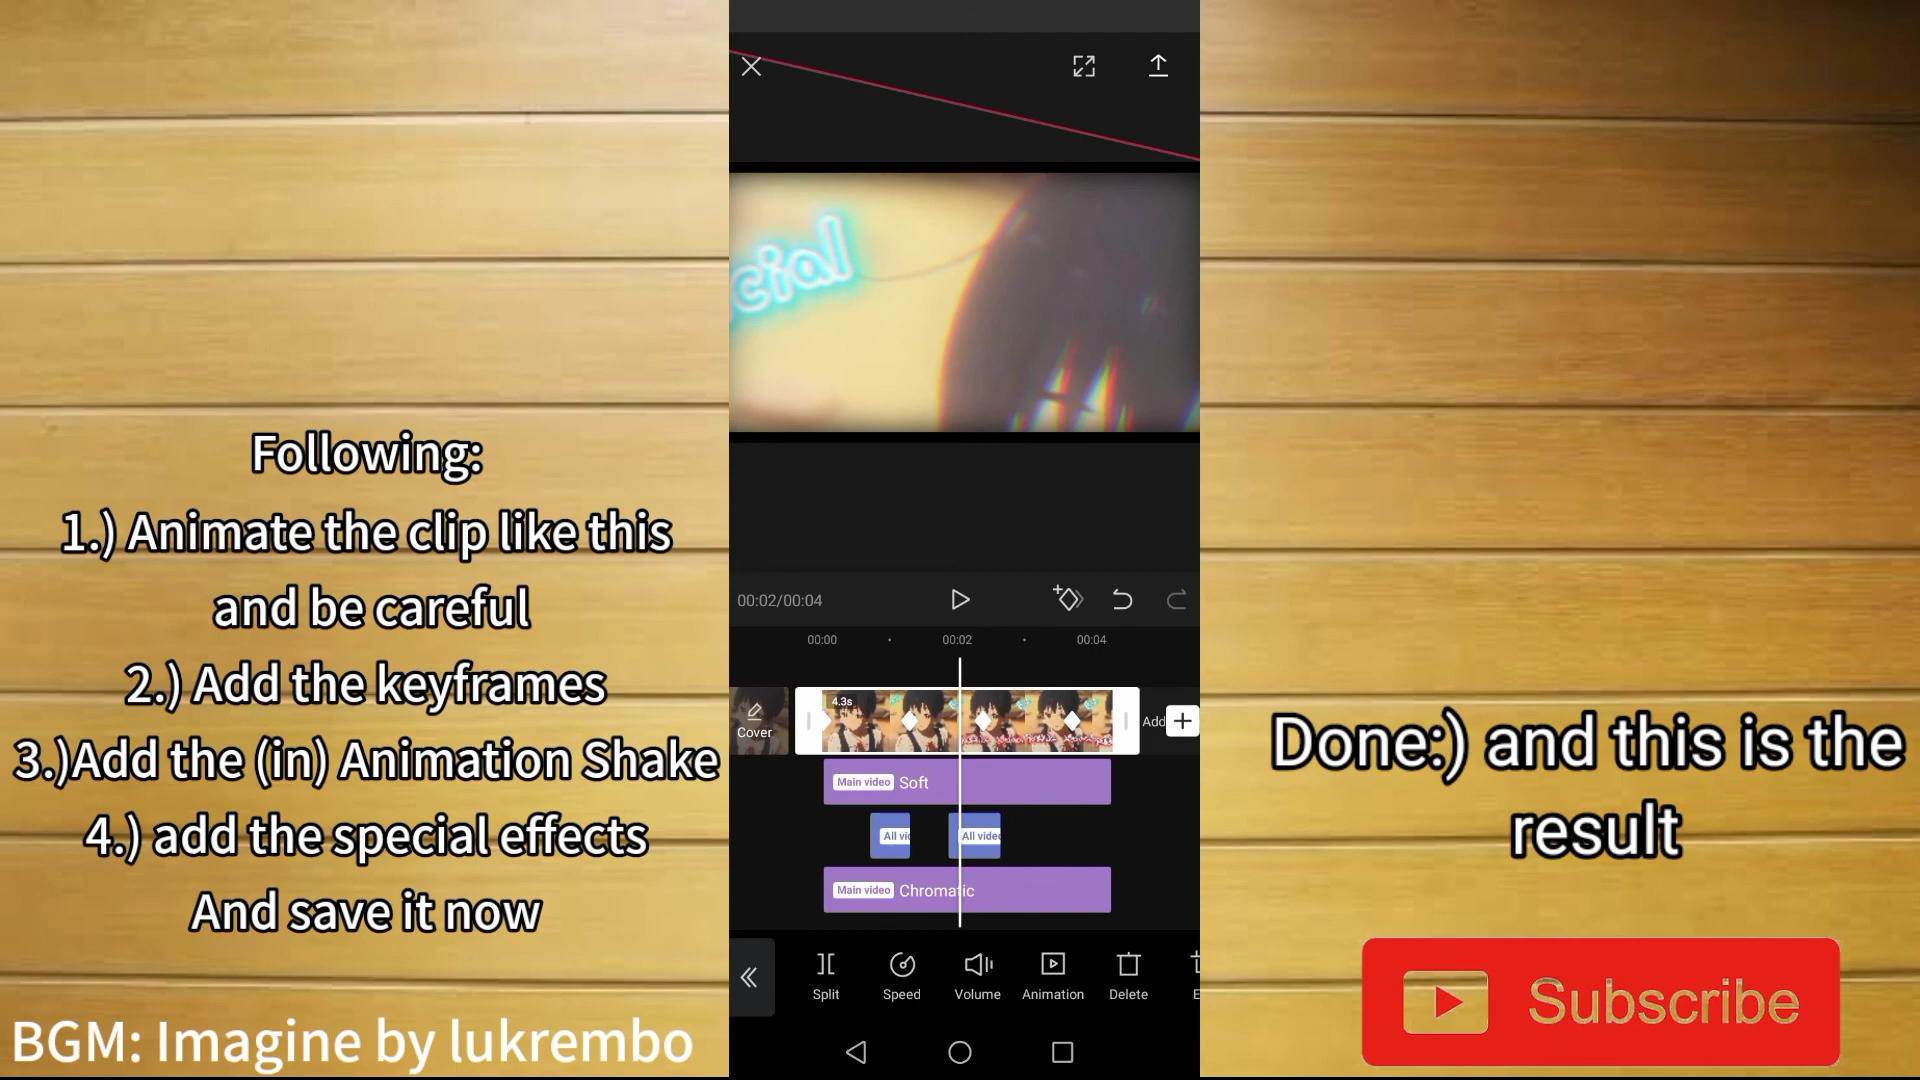 Following:
1.) Animate the clip like this
and be careful
2.) Add the keyframes
3.)Add the (in) Animation Shake
4.) add the special effects
And save it now
BGM: Imagine by lukrembo
cial
00:02/00:04
00:00
00:02
00:04
Cover
4.3s
Add
Main video Soft
All vi
All video
Main video Chromatic
Split
Speed
Volume
Animation
Delete
E
Done:) and this is the
result
Subscribe